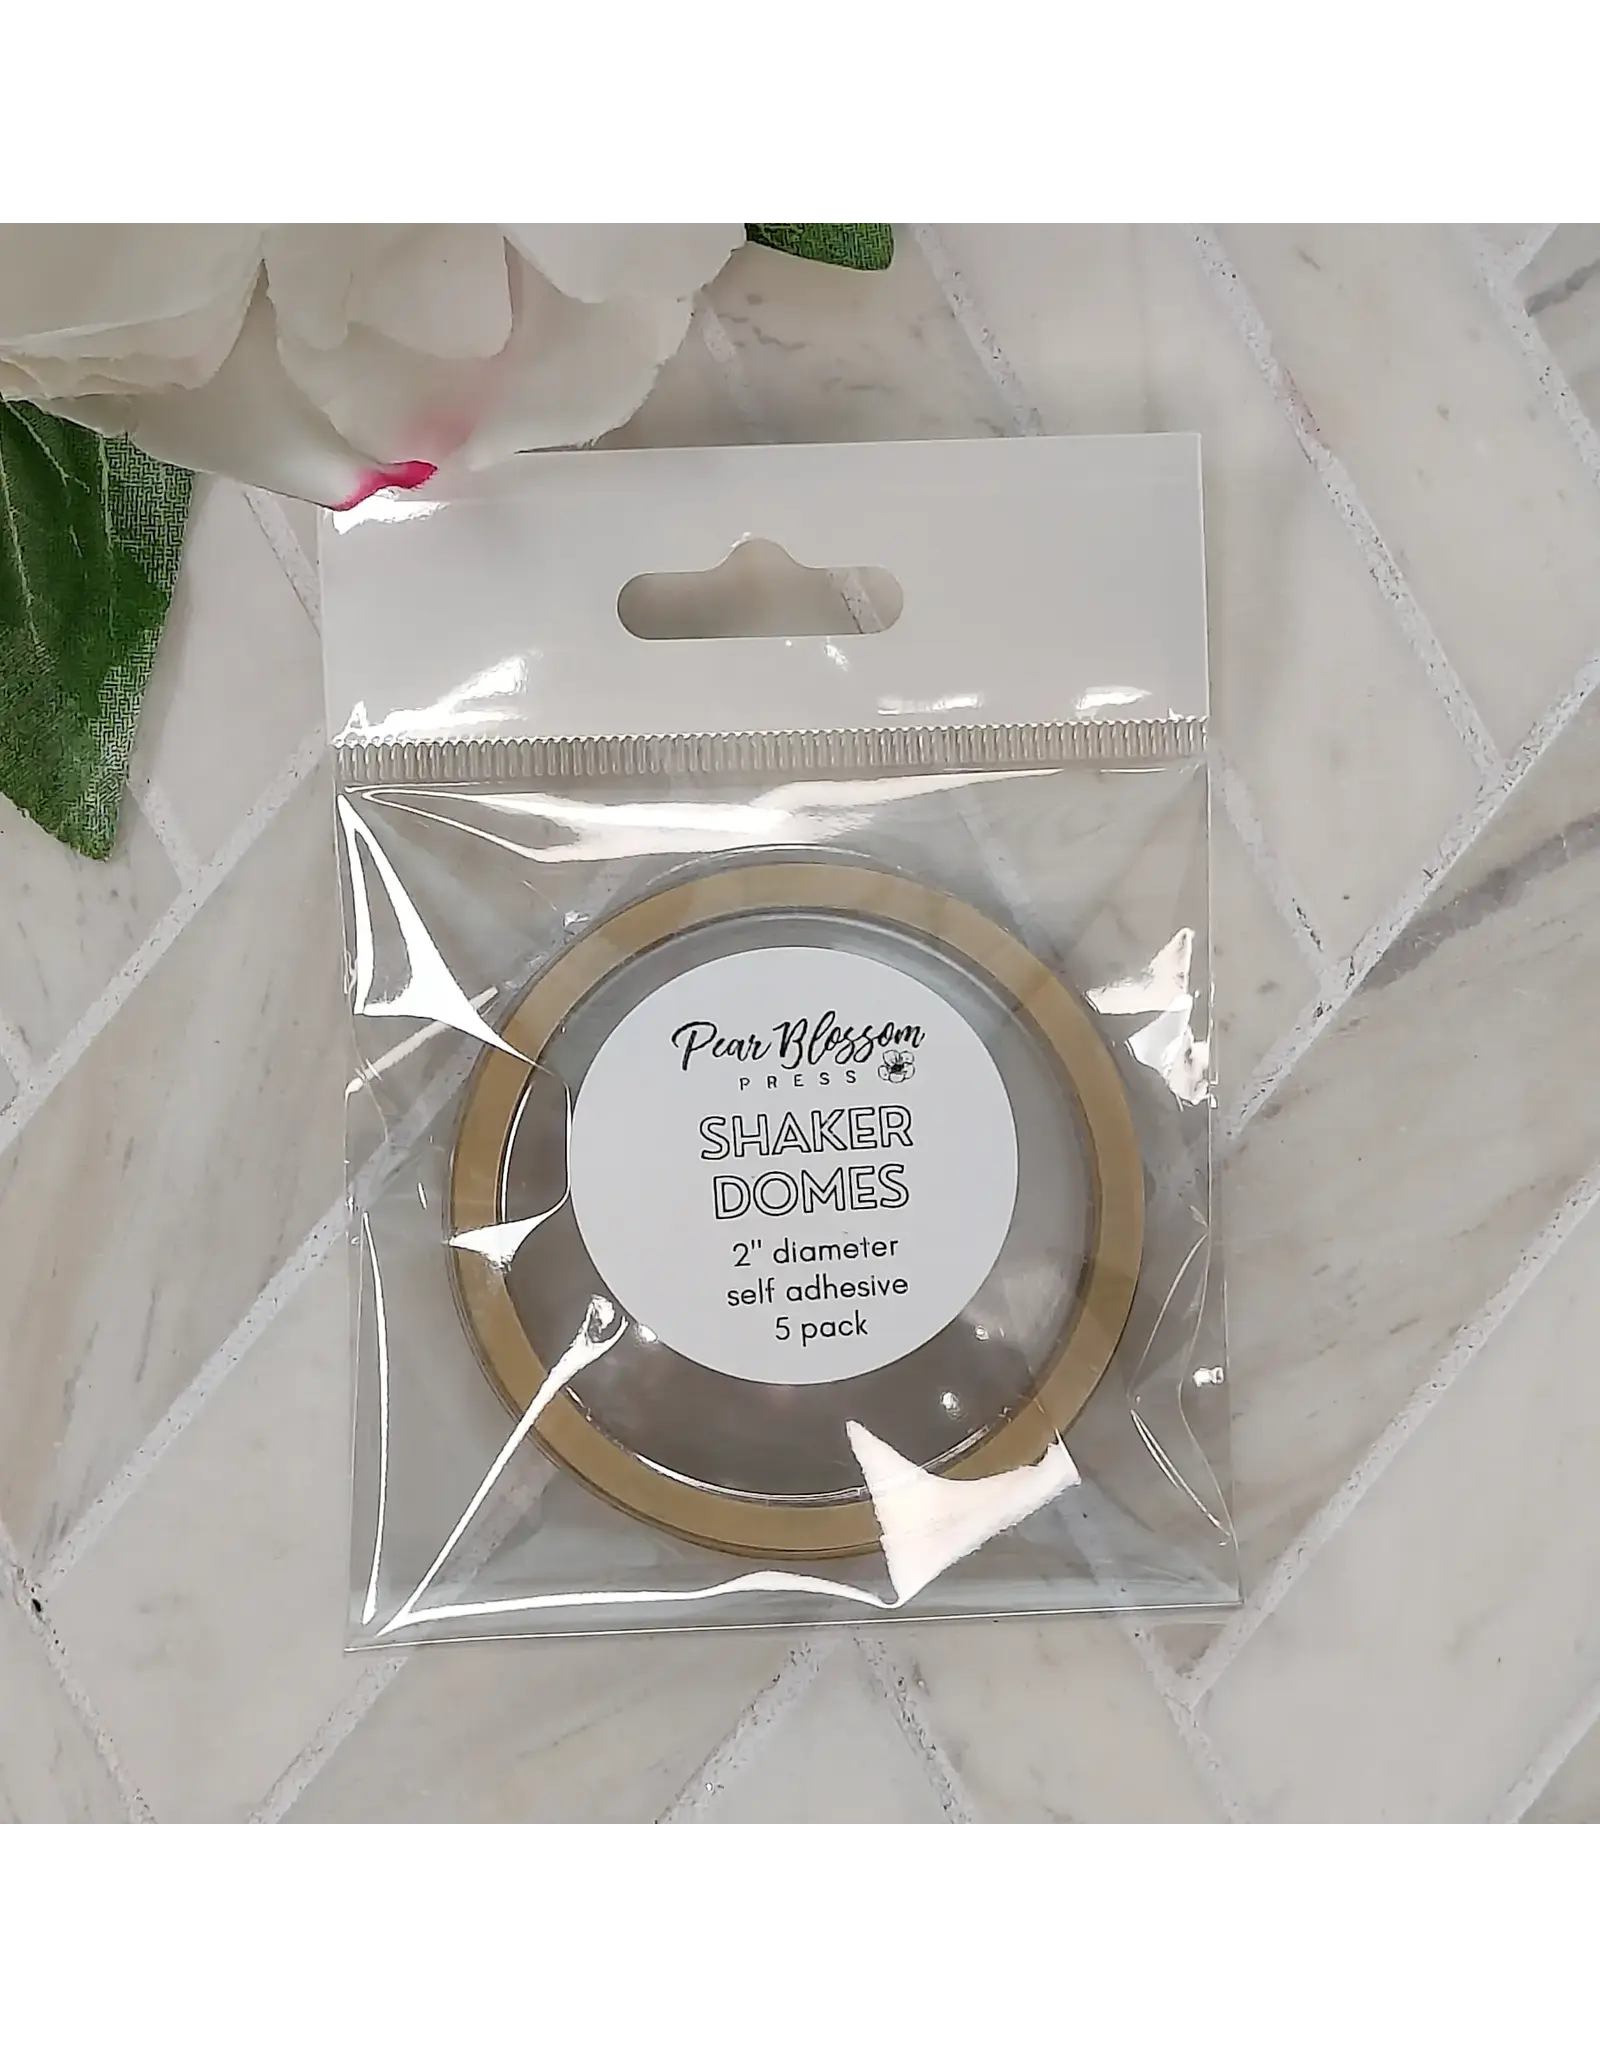 Pear Blossom
PRESS
SHAKER
DOMES
2" diameter
self adhesive
5 pack